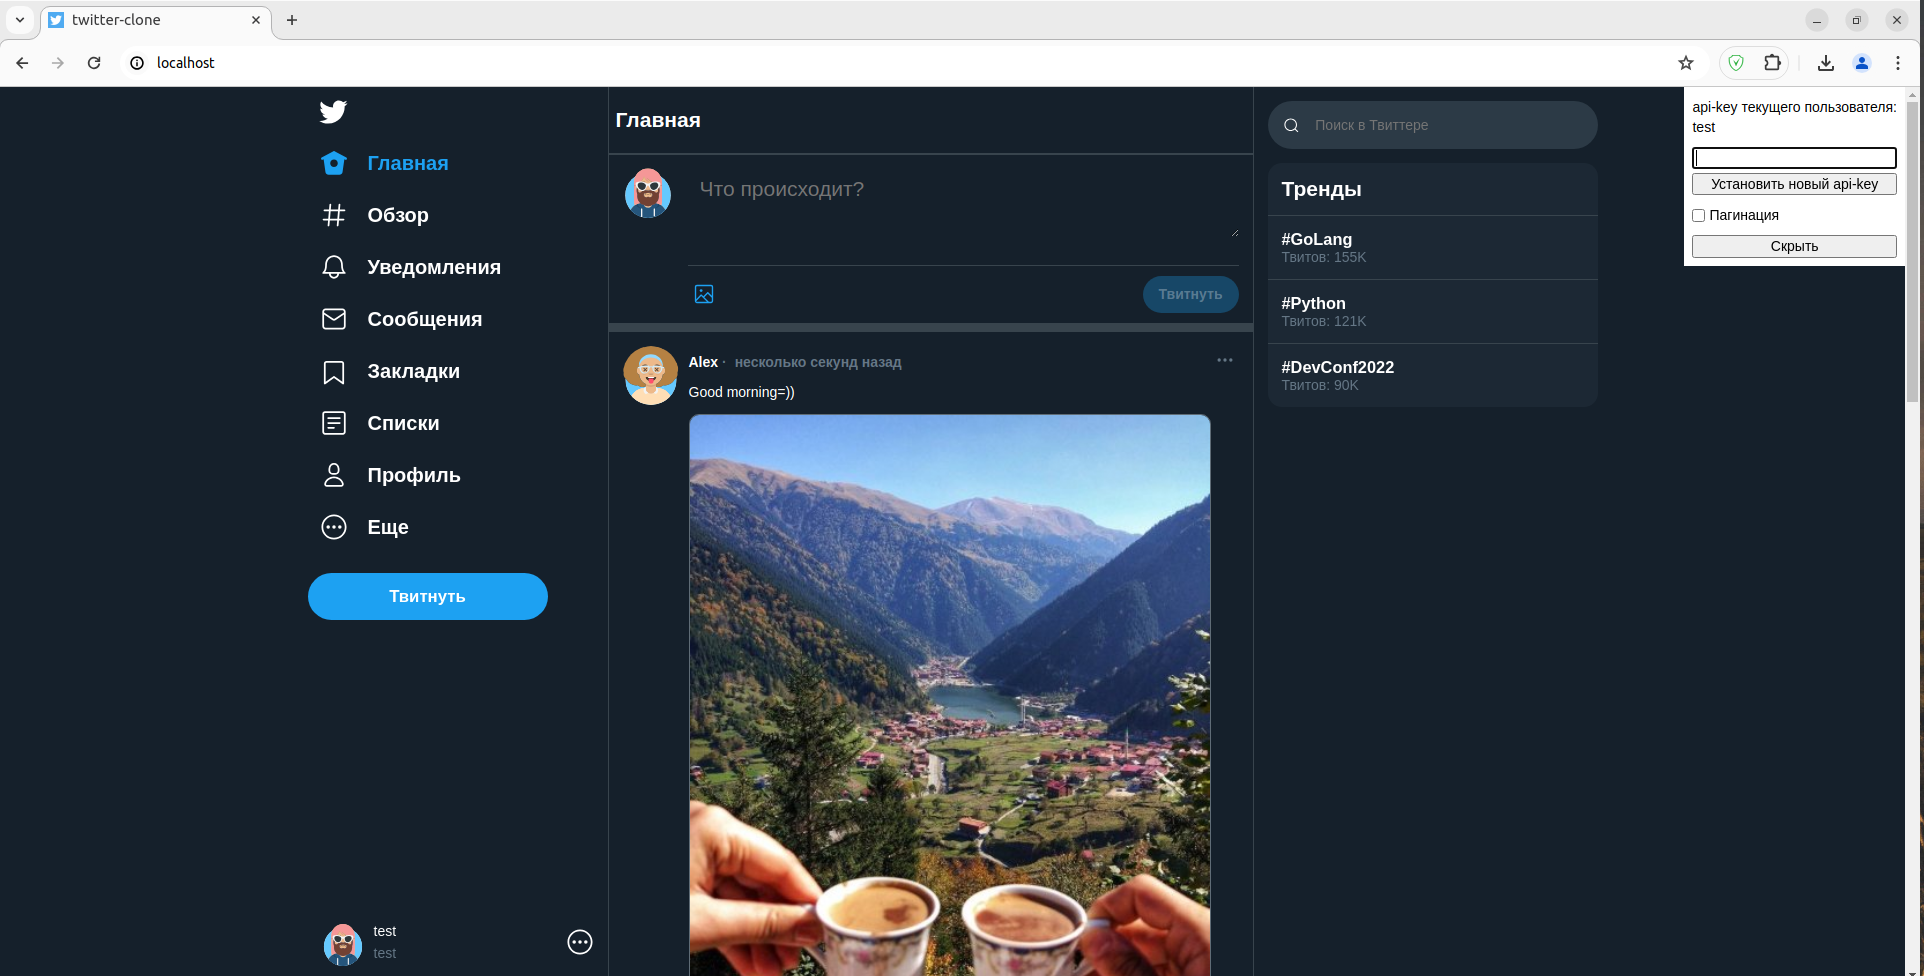 twitter-clone
localhost
Главная
Обзор
Уведомления
Сообщения
Закладки
Списки
Профиль
Еще
Твитнуть
test
test
Главная
Что происходит?
Твитнуть
Alex · несколько секунд назад
Good morning=))
Поиск в Твиттере
Тренды
#GoLang
Твитов: 155K
#Python
Твитов: 121K
#DevConf2022
Твитов: 90K
api-key текущего пользователя:
test
Установить новый api-key
Пагинация
Скрыть